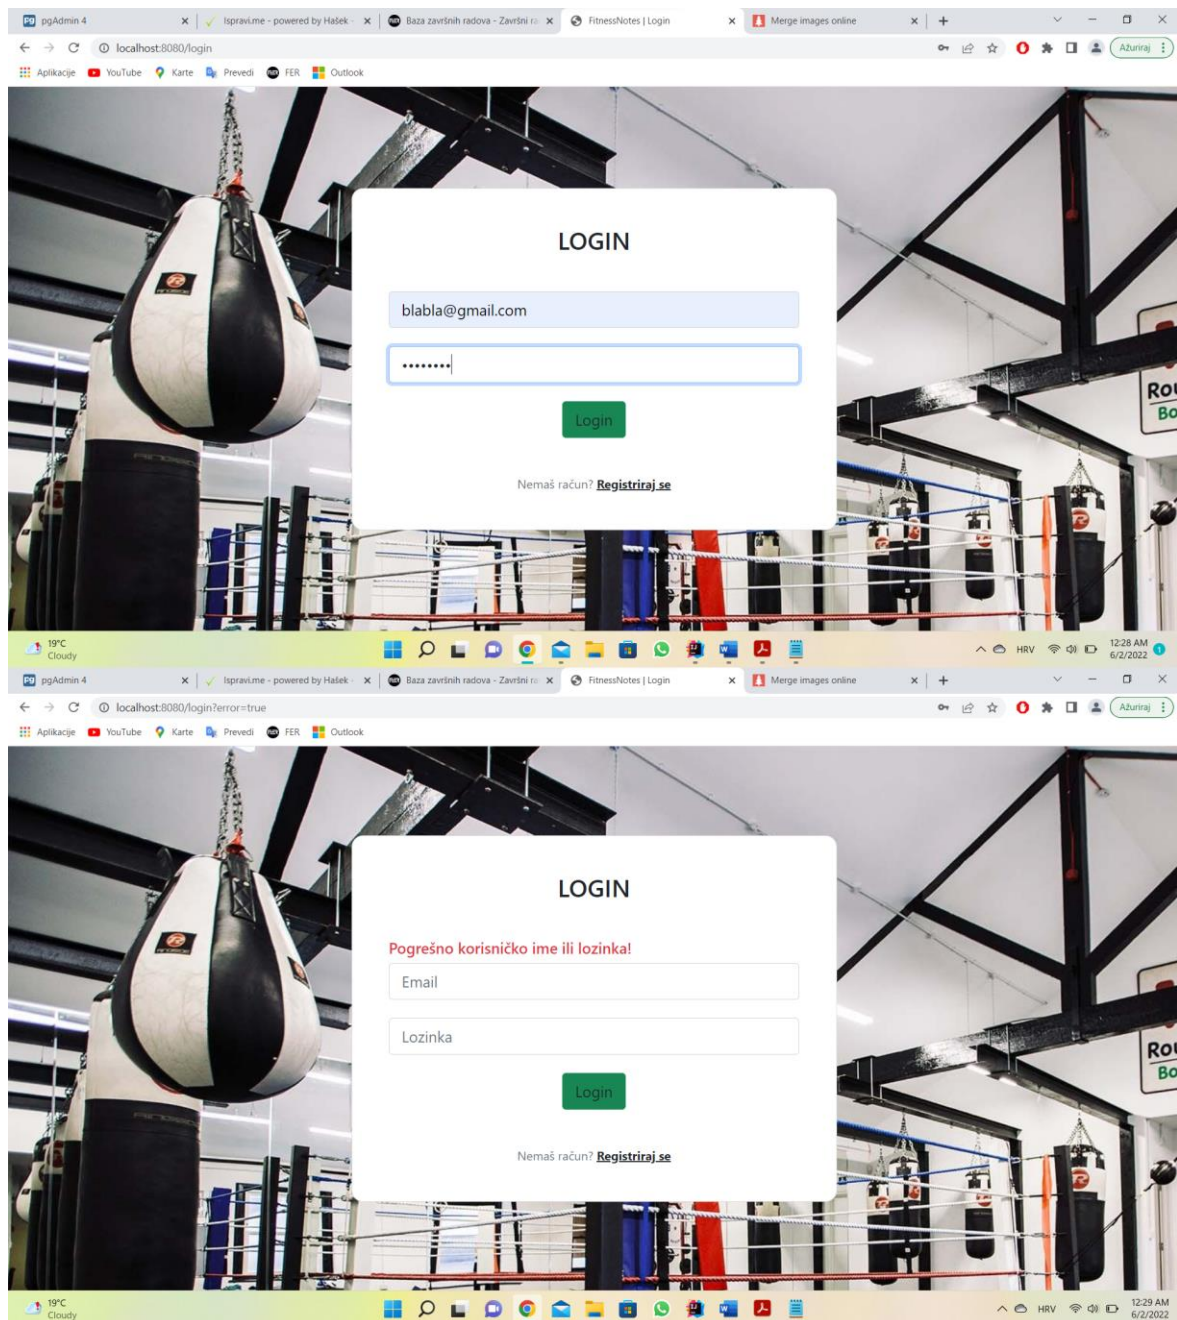 pgAdmin 4
Ispravi.me - powered by Hašek -
Baza završnih radova - Završni ra
FitnessNotes | Login
Merge images online
localhost:8080/login
Ažuriraj
Aplikacije YouTube Karte Prevedi FER Outlook
LOGIN
blabla@gmail.com
Login
Nemaš račun? Registriraj se
Rou
Bo
19°C
Cloudy
HRV
12:28 AM
6/2/2022
1
pgAdmin 4
Ispravi.me - powered by Hašek -
Baza završnih radova - Završni ra
FitnessNotes | Login
Merge images online
localhost:8080/login?error=true
Ažuriraj
Aplikacije YouTube Karte Prevedi FER Outlook
LOGIN
Pogrešno korisničko ime ili lozinka!
Email
Lozinka
Login
Nemaš račun? Registriraj se
Rou
Bo
19°C
Cloudy
HRV
12:29 AM
6/2/2022